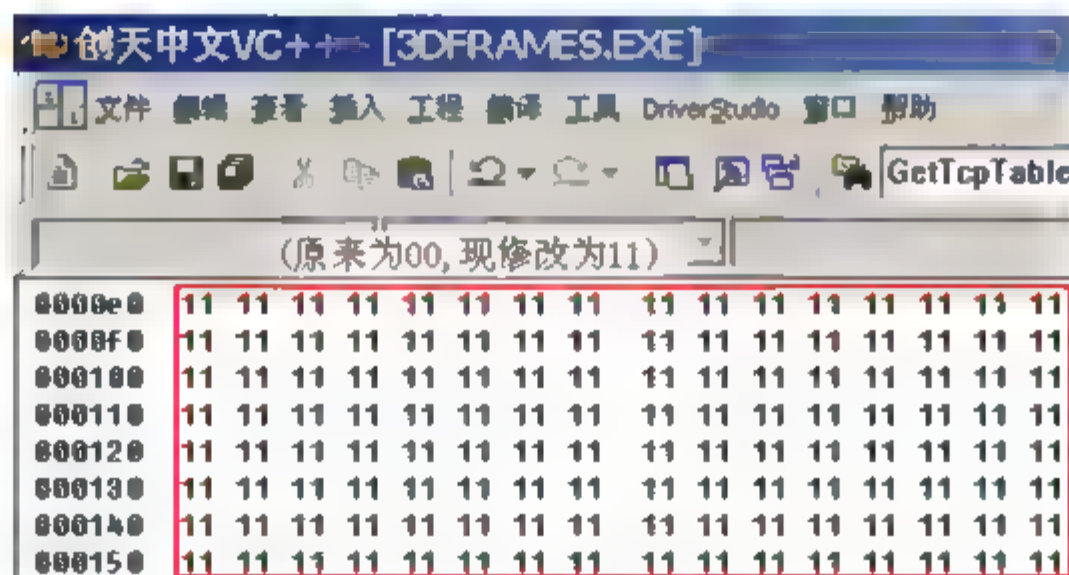 创天中文VC++ - [3DFRAMES.EXE]
文件 编辑 查看 插入 工程 编译 工具 DriverStudio 窗口 帮助
GetTcpTable
(原来为00,现修改为11)
0000e0 11 11 11 11 11 11 11 11 11 11 11 11 11 11 11 11
0000f0 11 11 11 11 11 11 11 11 11 11 11 11 11 11 11 11
000100 11 11 11 11 11 11 11 11 11 11 11 11 11 11 11 11
000110 11 11 11 11 11 11 11 11 11 11 11 11 11 11 11 11
000120 11 11 11 11 11 11 11 11 11 11 11 11 11 11 11 11
000130 11 11 11 11 11 11 11 11 11 11 11 11 11 11 11 11
000140 11 11 11 11 11 11 11 11 11 11 11 11 11 11 11 11
000150 11 11 11 11 11 11 11 11 11 11 11 11 11 11 11 11